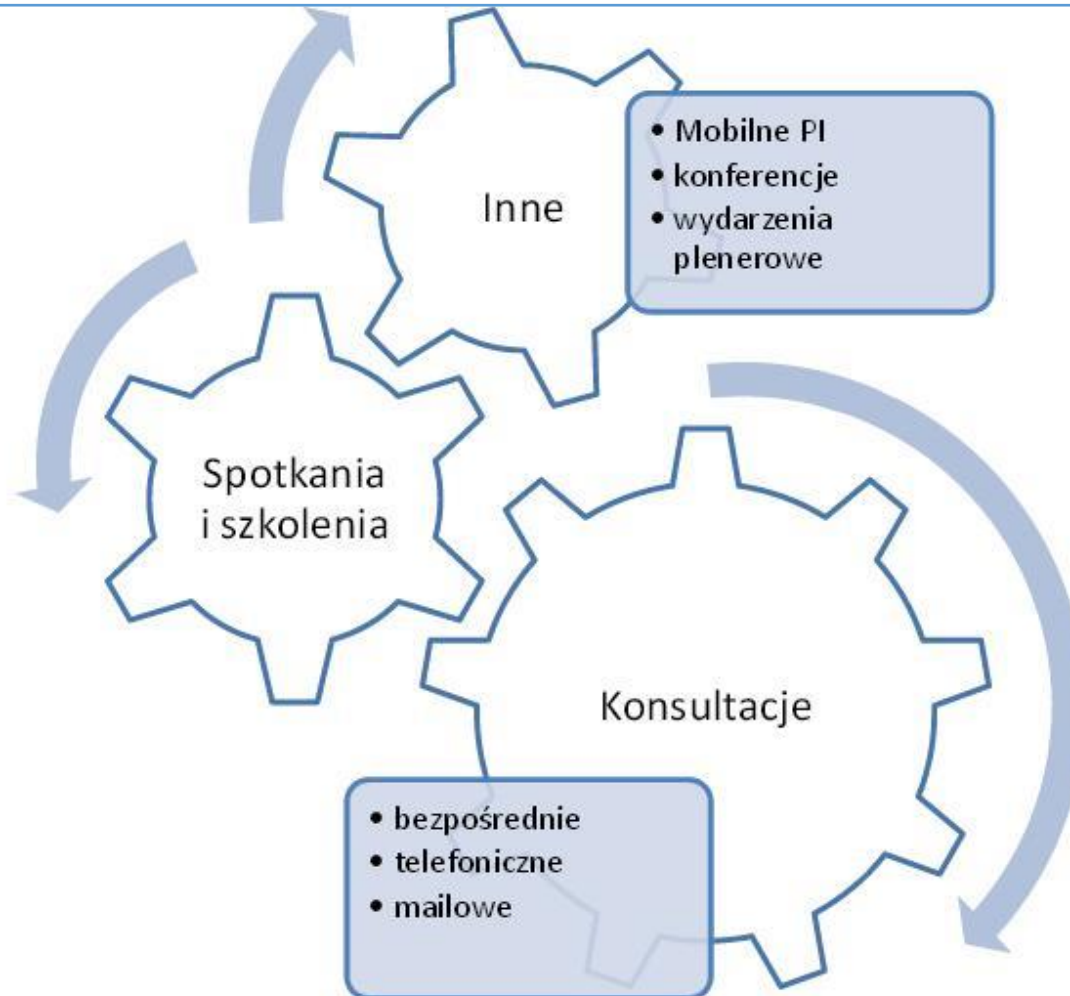 Inne
• Mobilne PI
• konferencje
• wydarzenia
plenerowe
Spotkania
i szkolenia
Konsultacje
• bezpośrednie
• telefoniczne
• mailowe